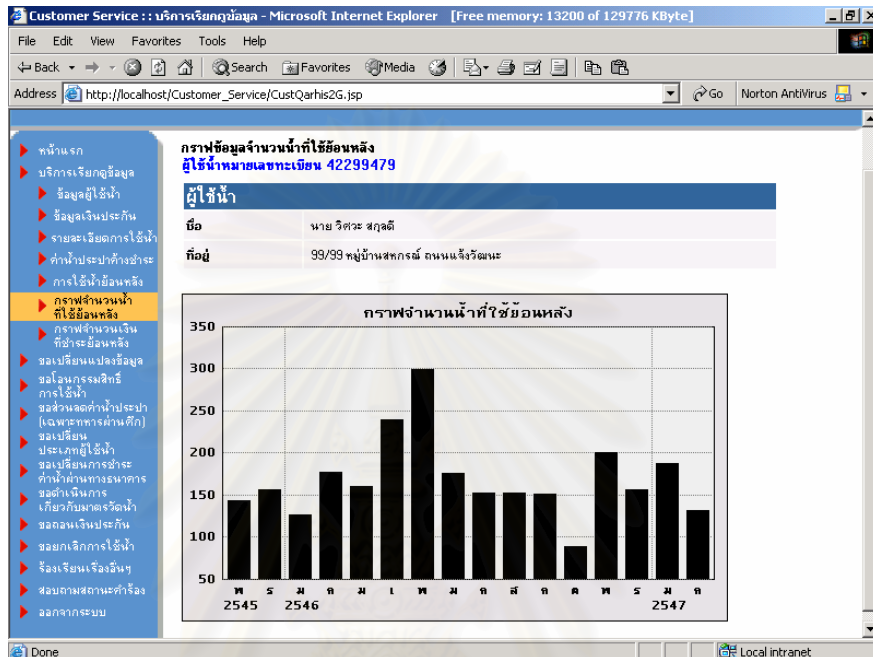 Customer Service : : บริการเรียกดูข้อมูล - Microsoft Internet Explorer [Free memory: 13200 of 129776 KByte]
File Edit View Favorites Tools Help
Back Search Favorites Media
Address http://localhost/Customer_Service/CustQarhis2G.jsp Go Norton AntiVirus
หน้าแรก
บริการเรียกดูข้อมูล
ข้อมูลผู้ใช้น้ำ
ข้อมูลเงินประกัน
รายละเอียดการใช้น้ำ
ค่าน้ำประปาค้างชำระ
การใช้น้ำย้อนหลัง
กราฟจำนวนน้ำ
ที่ใช้ย้อนหลัง
กราฟจำนวนเงิน
ที่ชำระย้อนหลัง
ขอเปลี่ยนแปลงข้อมูล
ขอโอนกรรมสิทธิ์
การใช้น้ำ
ขอส่วนลดค่าน้ำประปา
(เฉพาะทหารผ่านศึก)
ขอเปลี่ยน
ประเภทผู้ใช้น้ำ
ขอเปลี่ยนการชำระ
ค่าน้ำผ่านทางธนาคาร
ขอดำเนินการ
เกี่ยวกับมาตรวัดน้ำ
ขอถอนเงินประกัน
ขอยกเลิกการใช้น้ำ
ร้องเรียนเรื่องอื่นๆ
สอบถามสถานะคำร้อง
ออกจากระบบ
กราฟข้อมูลจำนวนน้ำที่ใช้ย้อนหลัง
ผู้ใช้น้ำหมายเลขทะเบียน 42299479
ผู้ใช้น้ำ
ชื่อ นาย วิศวะ สกุลดี
ที่อยู่ 99/99 หมู่บ้านสหกรณ์ ถนนแจ้งวัฒนะ
กราฟจำนวนน้ำที่ใช้ย้อนหลัง
350
300
250
200
150
100
50
พ ธ ม ก ม เ พ ม ก ส ก ต พ ธ ม ก
2545 2546 2547
Done Local intranet